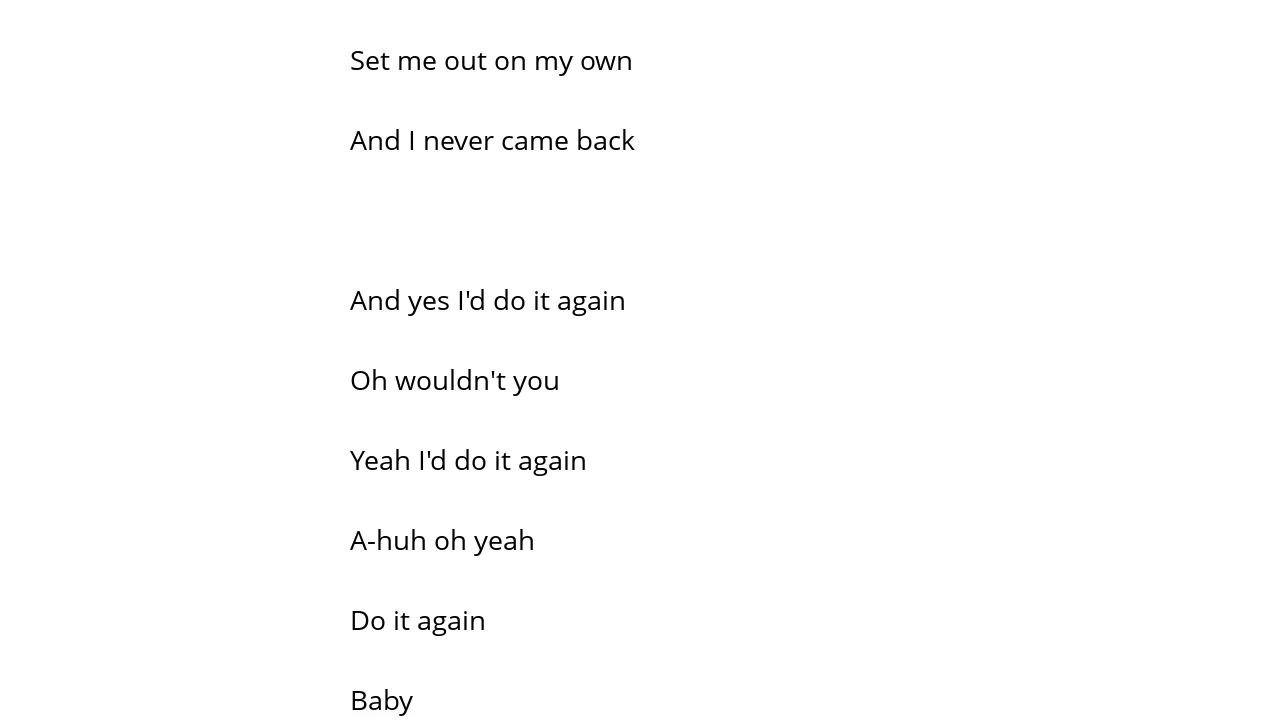 Set me out on my own
And I never came back
And yes I'd do it again
Oh wouldn't you
Yeah I'd do it again
A-huh oh yeah
Do it again
Baby